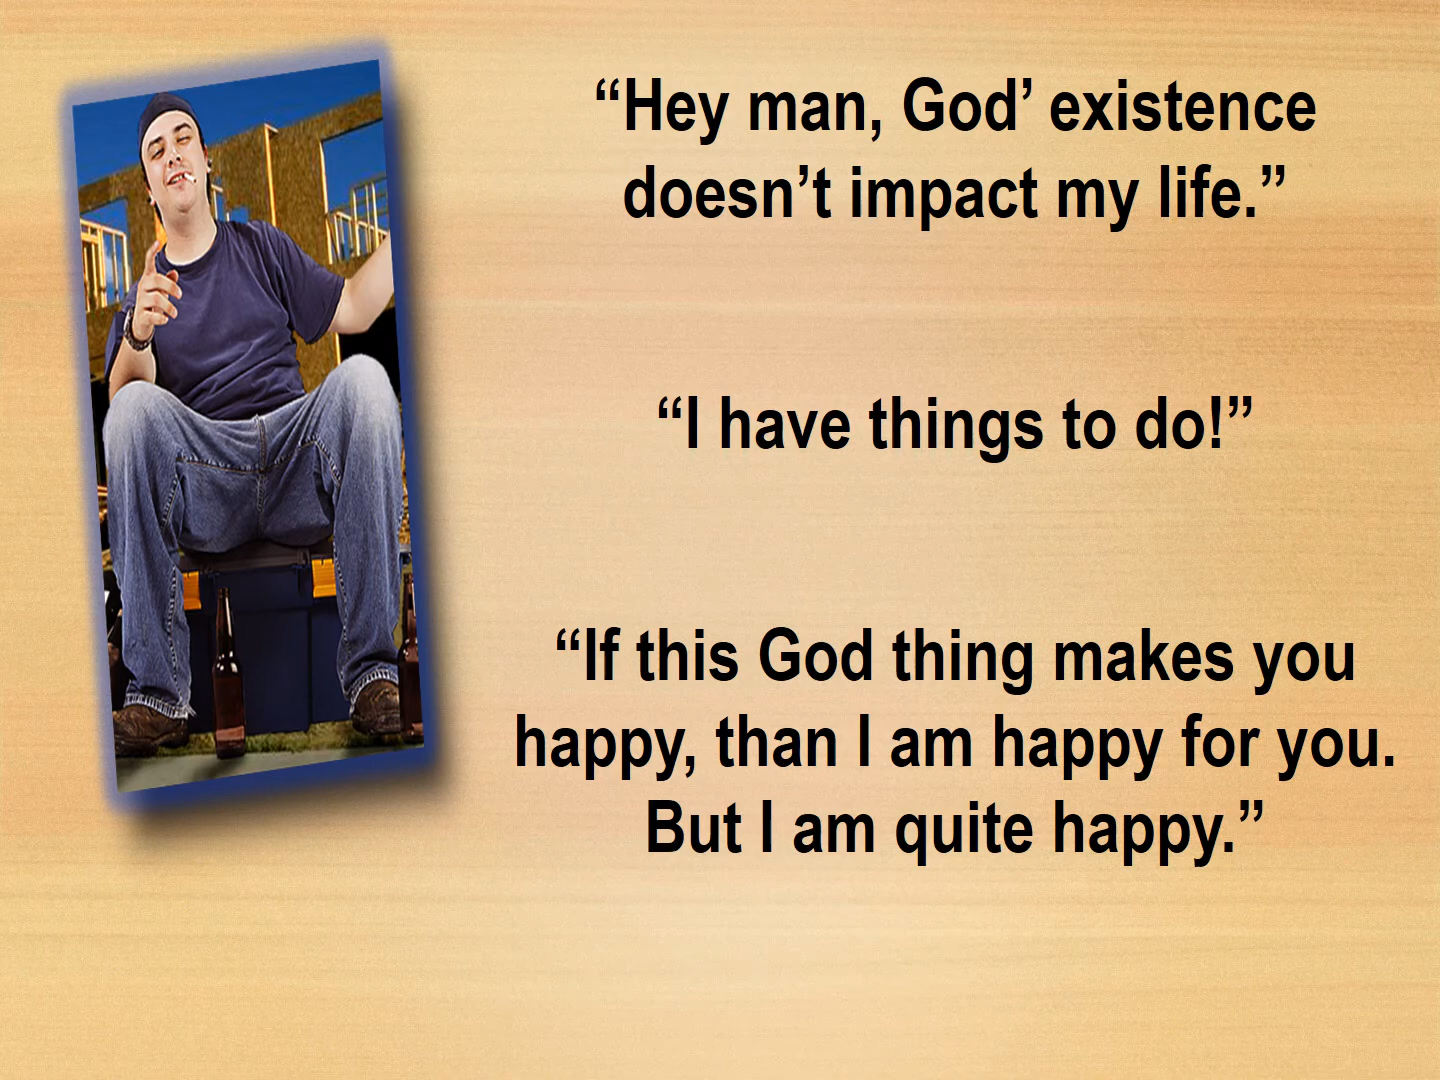 “Hey man, God’ existence
doesn’t impact my life.”
“I have things to do!”
“If this God thing makes you
happy, than I am happy for you.
But I am quite happy.”